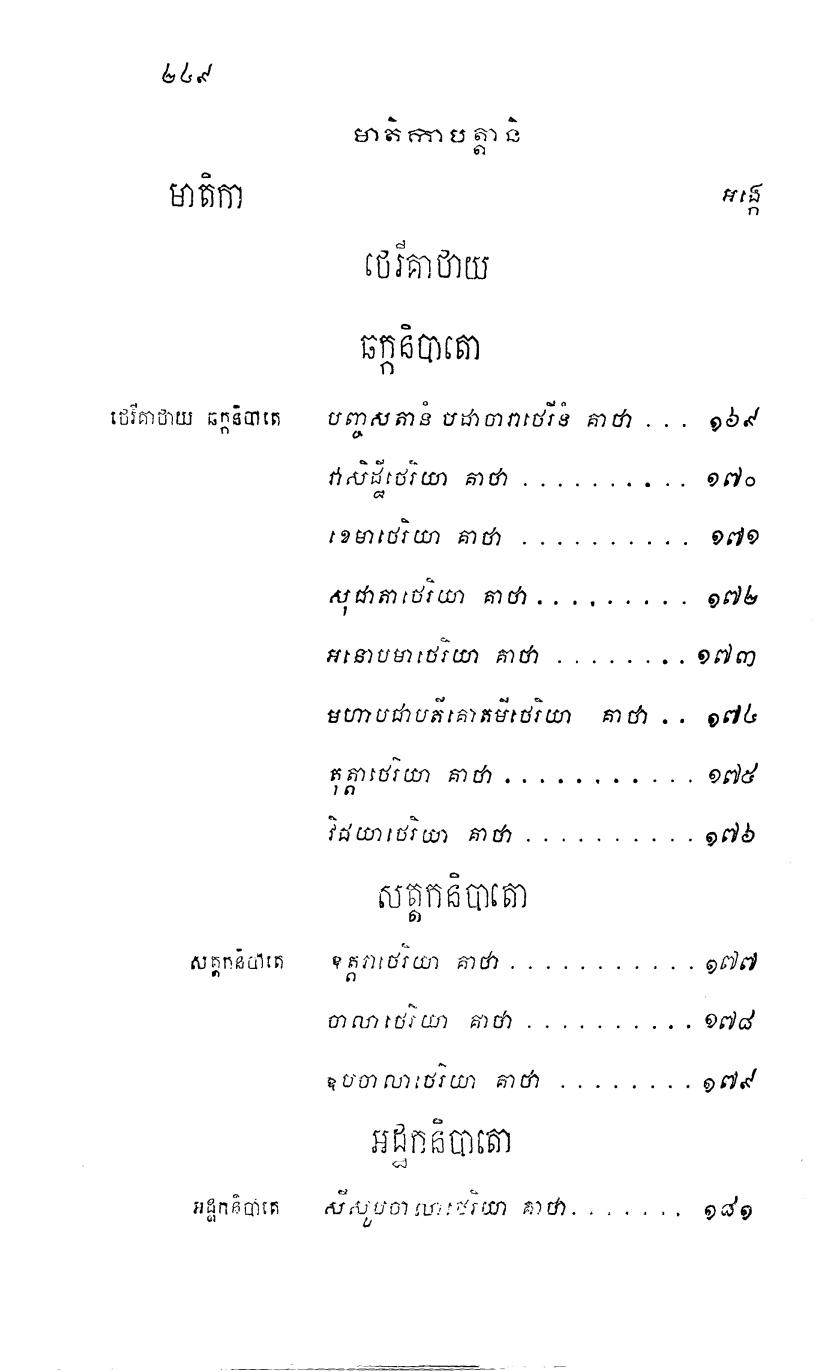 ២៤៩
មាតិកាបត្តានិ
មាតិកា អង្កេ
ថេរីគាថាយ
ឆក្កនិបាតោ
ថេរីគាថាយ ឆក្កនិបាតេ បញ្ចសតានំ បដាចារាថេរីនំ គាថា . . . ១៦៩
វាសិដ្ឋីថេរិយា គាថា . . . . . . . . . . ១៧០
ខេមាថេរិយា គាថា . . . . . . . . . . ១៧១
សុជាតាថេរិយា គាថា . . . . . . . . . ១៧២
អនោបមាថេរិយា គាថា . . . . . . . . ១៧៣
មហាបជាបតីគោតមីថេរិយា គាថា . . ១៧៤
គុត្តាថេរិយា គាថា . . . . . . . . . . . ១៧៥
វិជយាថេរិយា គាថា . . . . . . . . . . ១៧៦
សត្តកនិបាតោ
សត្តកនិបាតេ ឧត្តរាថេរិយា គាថា . . . . . . . . . . . ១៧៧
ចាលាថេរិយា គាថា . . . . . . . . . . ១៧៨
ឧបចាលាថេរិយា គាថា . . . . . . . . ១៧៩
អដ្ឋកនិបាតោ
អដ្ឋកនិបាតេ សីសូបចាលាថេរិយា គាថា . . . . . . . ១៨១